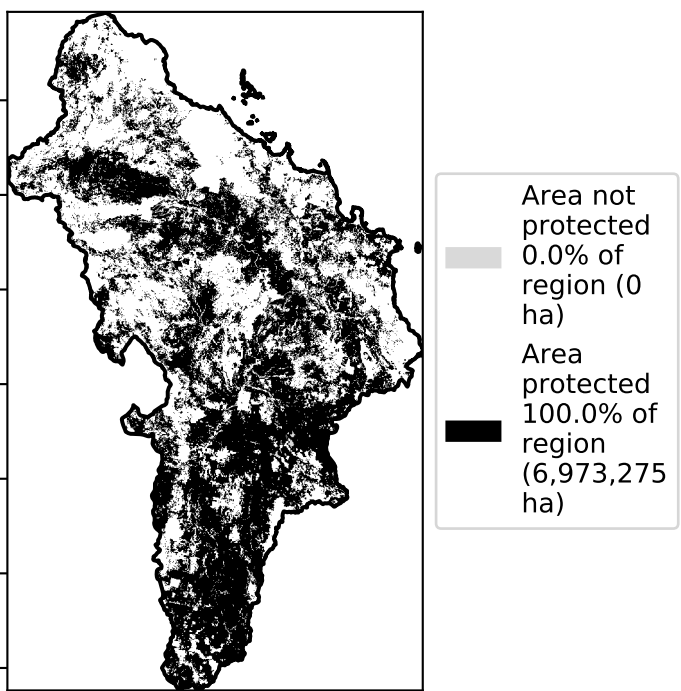 Area not
protected
0.0% of
region (0
ha)
Area
protected
100.0% of
region
(6,973,275
ha)